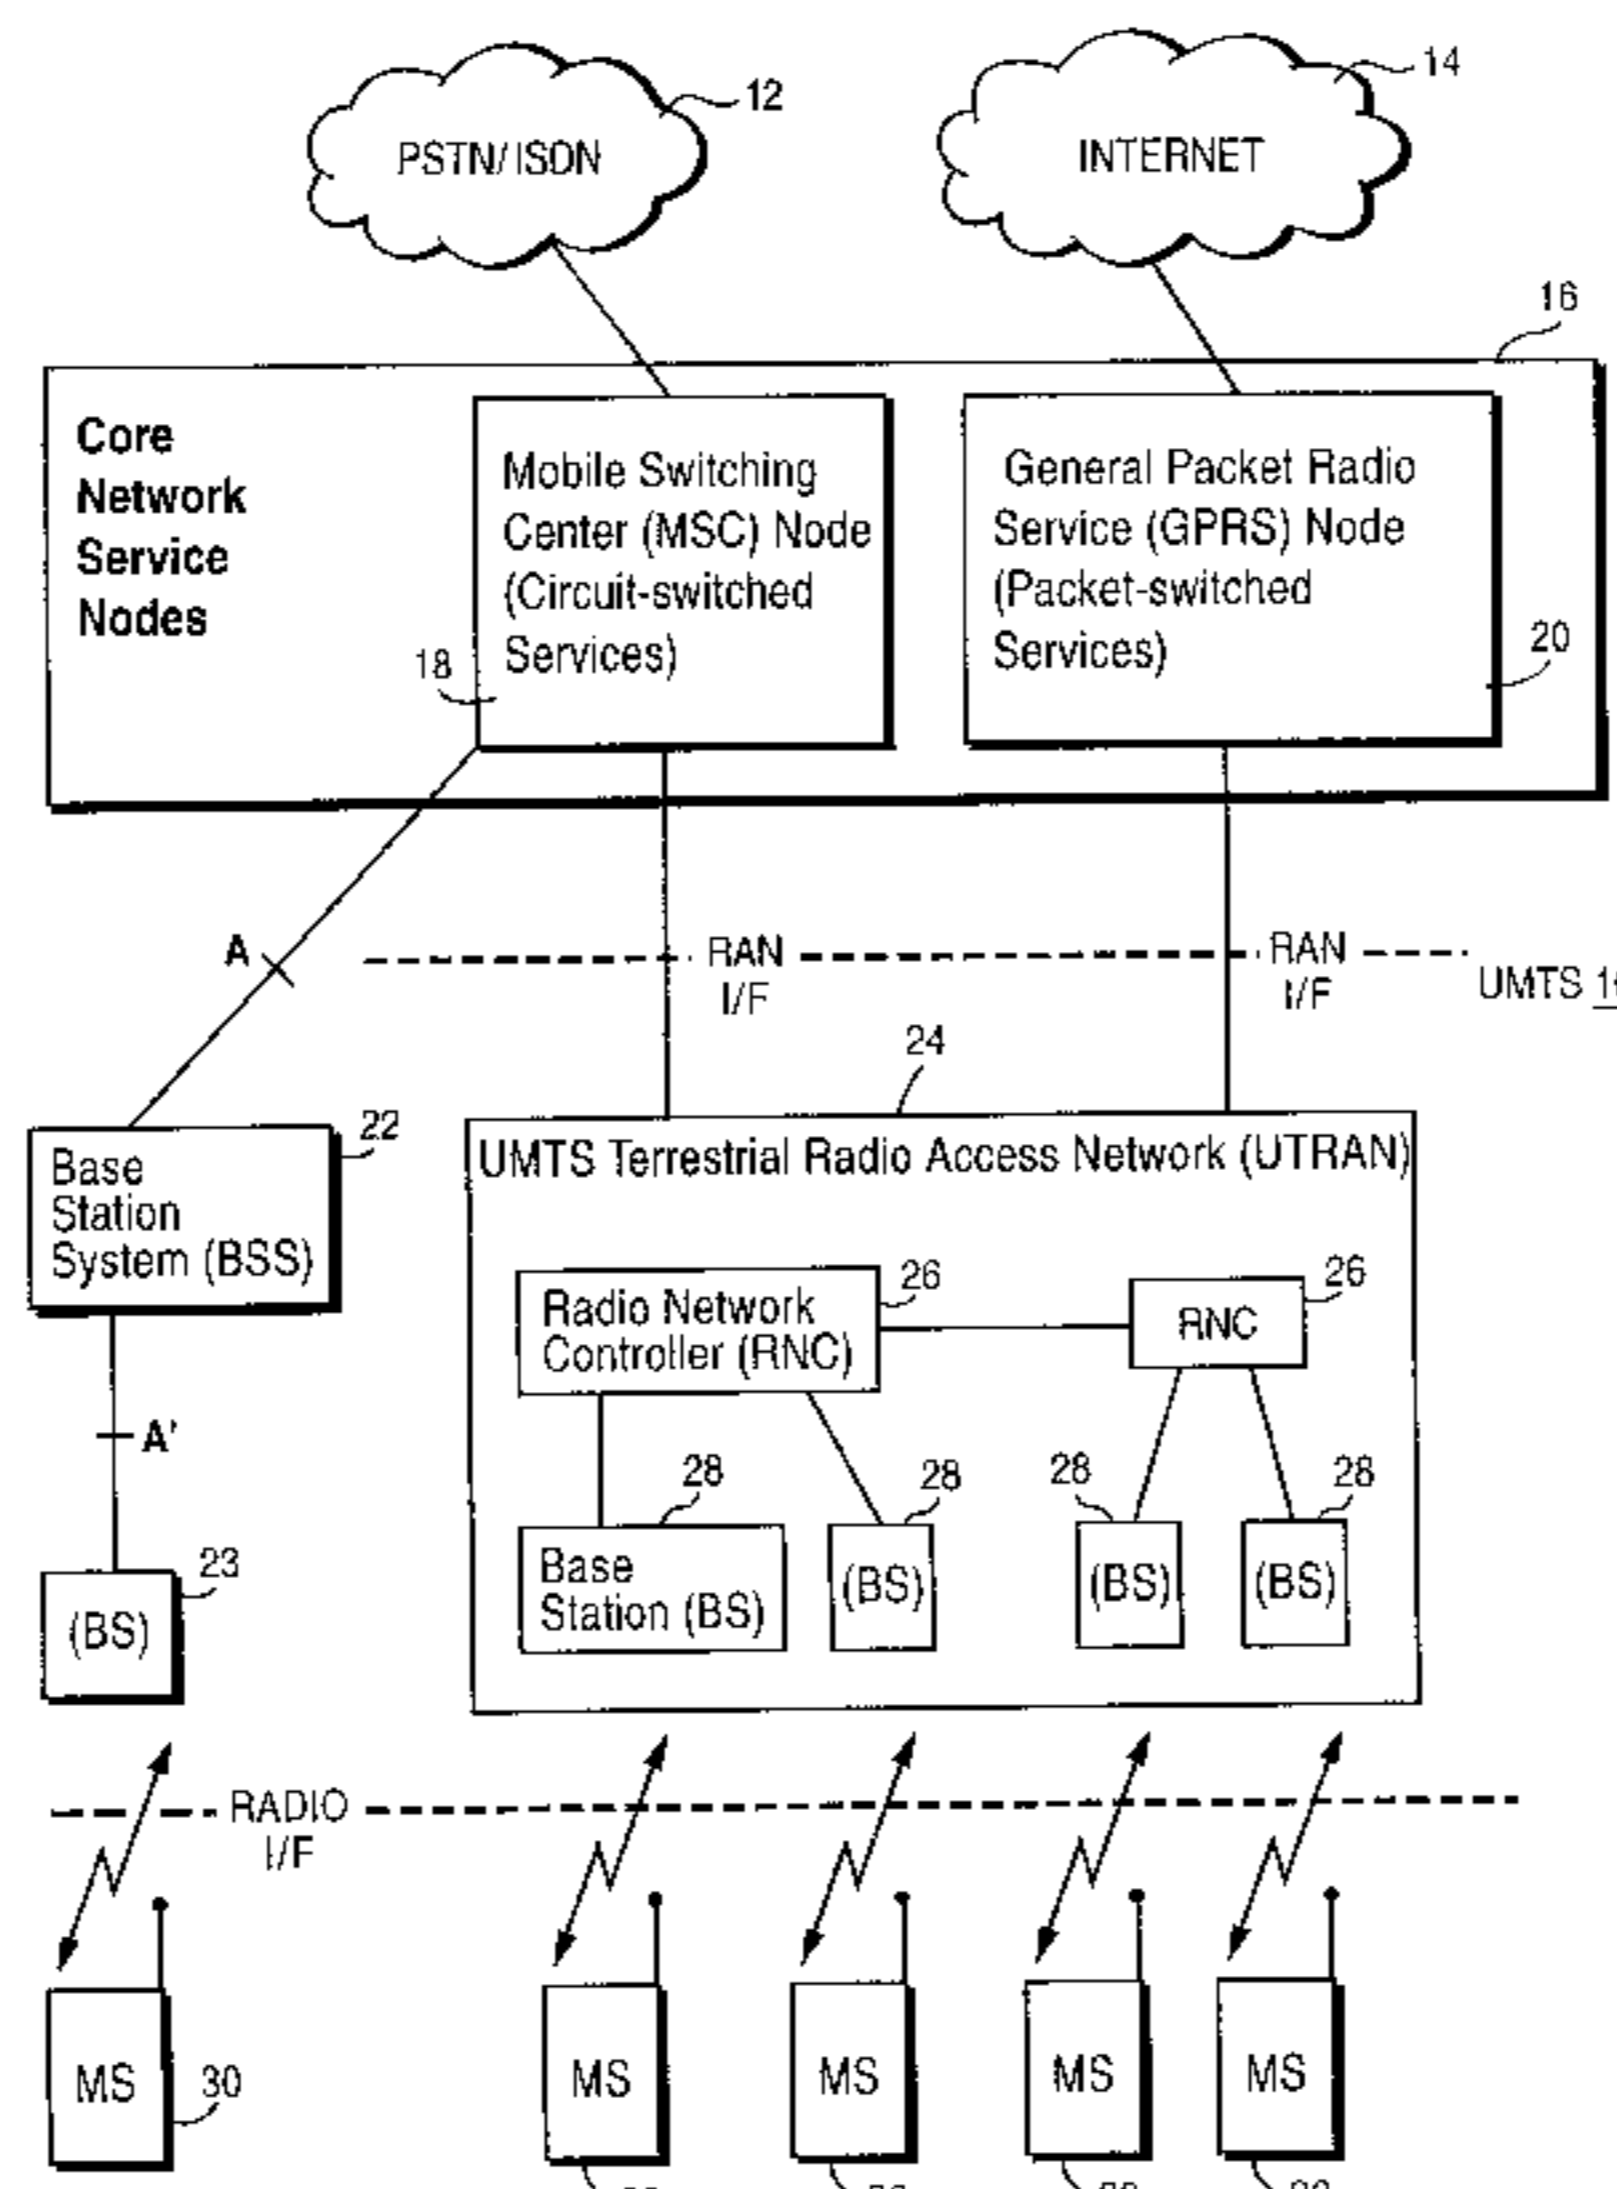 12
14
PSTN/ISDN
INTERNET
16
Core
Network
Service
Nodes
Mobile Switching
Center (MSC) Node
(Circuit-switched
Services)
18
General Packet Radio
Service (GPRS) Node
(Packet-switched
Services)
20
A
RAN
I/F
RAN
I/F
UMTS
24
22
Base
Station
System (BSS)
UMTS Terrestrial Radio Access Network (UTRAN)
26
Radio Network
Controller (RNC)
26
RNC
A'
28
28
28
28
23
(BS)
Base
Station (BS)
(BS)
(BS)
(BS)
RADIO
I/F
MS
30
MS
MS
MS
MS